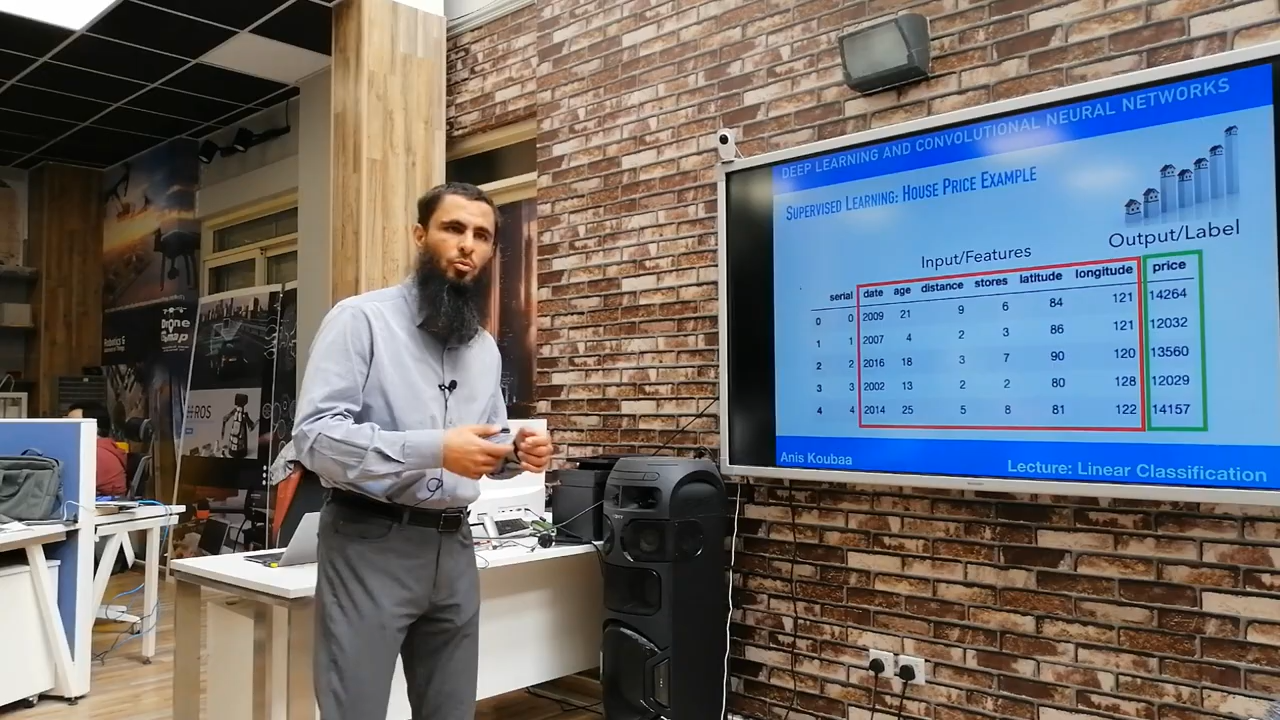 DEEP LEARNING AND CONVOLUTIONAL NEURAL NETWORKS
SUPERVISED LEARNING: HOUSE PRICE EXAMPLE
Input/Features
Output/Label
serial date age distance stores latitude longitude price
0 0 2009 21 9 6 84 121 14264
1 1 2007 4 2 3 86 121 12032
2 2 2016 18 3 7 90 120 13560
3 3 2002 13 2 2 80 128 12029
4 4 2014 25 5 8 81 122 14157
Anis Koubaa
Lecture: Linear Classification
Robotics &
#ROS